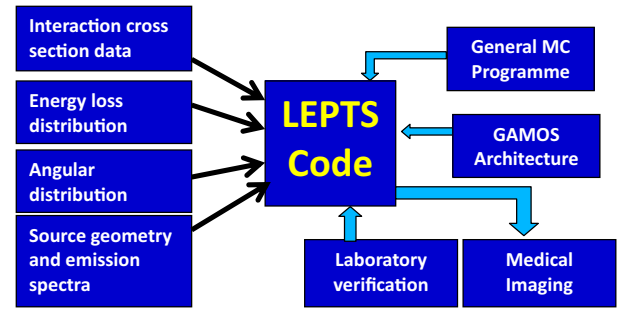 Interaction cross
section data
Energy loss
distribution
Angular
distribution
Source geometry
and emission
spectra
LEPTS
Code
General MC
Programme
GAMOS
Architecture
Laboratory
verification
Medical
Imaging